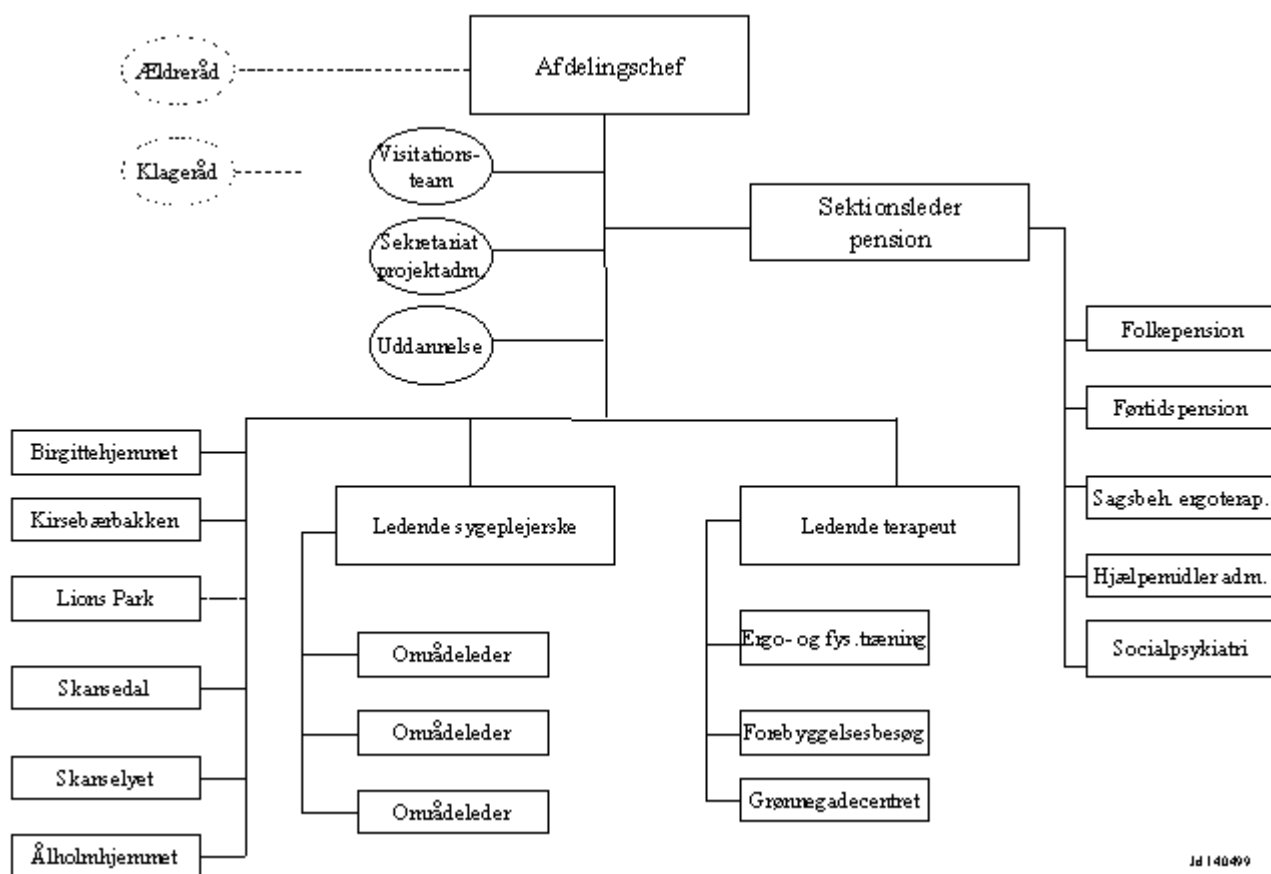 Ældreråd
Afdelingschef
Klageråd
Visitations-
team
Sektionsleder
pension
Sekretariat
projektadm.
Uddannelse
Folkepension
Førtidspension
Sagsbeh. ergoterap.
Hjælpemidler adm.
Socialpsykiatri
Birgittehjemmet
Kirsebærbakken
Lions Park
Skansedal
Skanselyet
Ålholmhjemmet
Ledende sygeplejerske
Områdeleder
Områdeleder
Områdeleder
Ledende terapeut
Ergo- og fys.træning
Forebyggelsesbesøg
Grønnegadecentret
Jd 140499